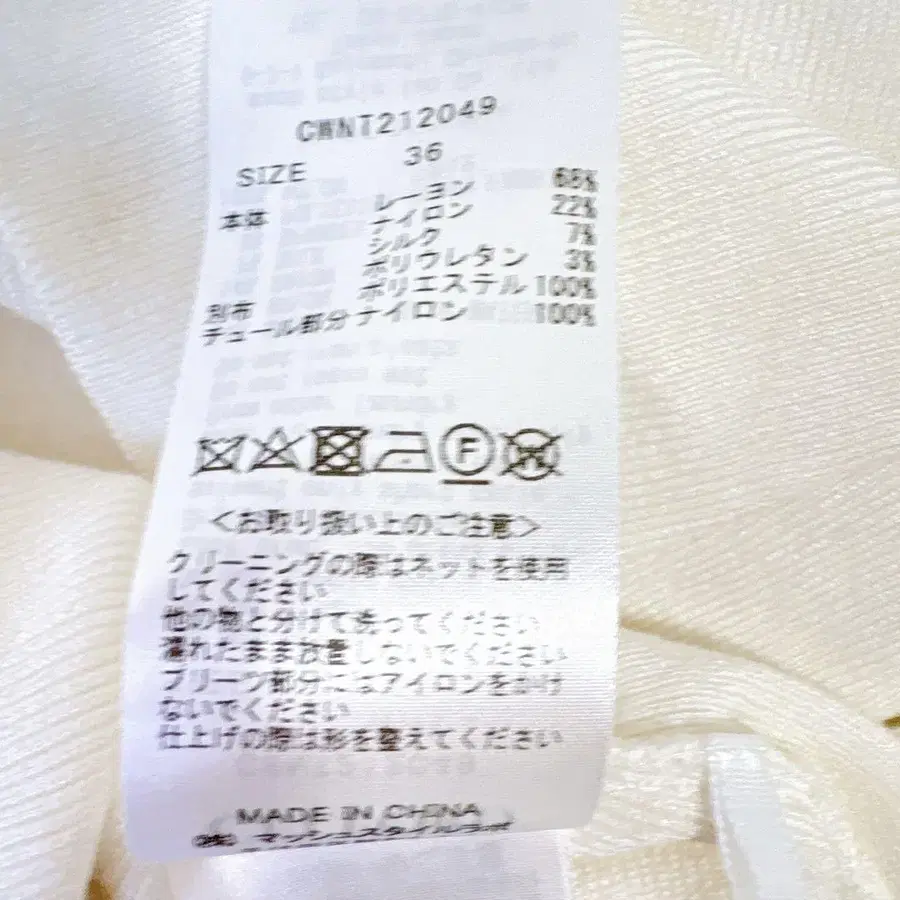 CWNT212049
SIZE 36
本体 レーヨン 68%
ナイロン 22%
シルク 7%
ポリウレタン 3%
別布 ポリエステル 100%
チュール部分 ナイロン 100%
F
<お取り扱い上のご注意>
クリーニングの際はネットを使用
してください
他の物と分けて洗ってください
濡れたまま放置しないでください
プリーツ部分にはアイロンをかけ
ないでください
仕上げの際は形を整えてください
MADE IN CHINA
(株)マッシュスタイルラボ